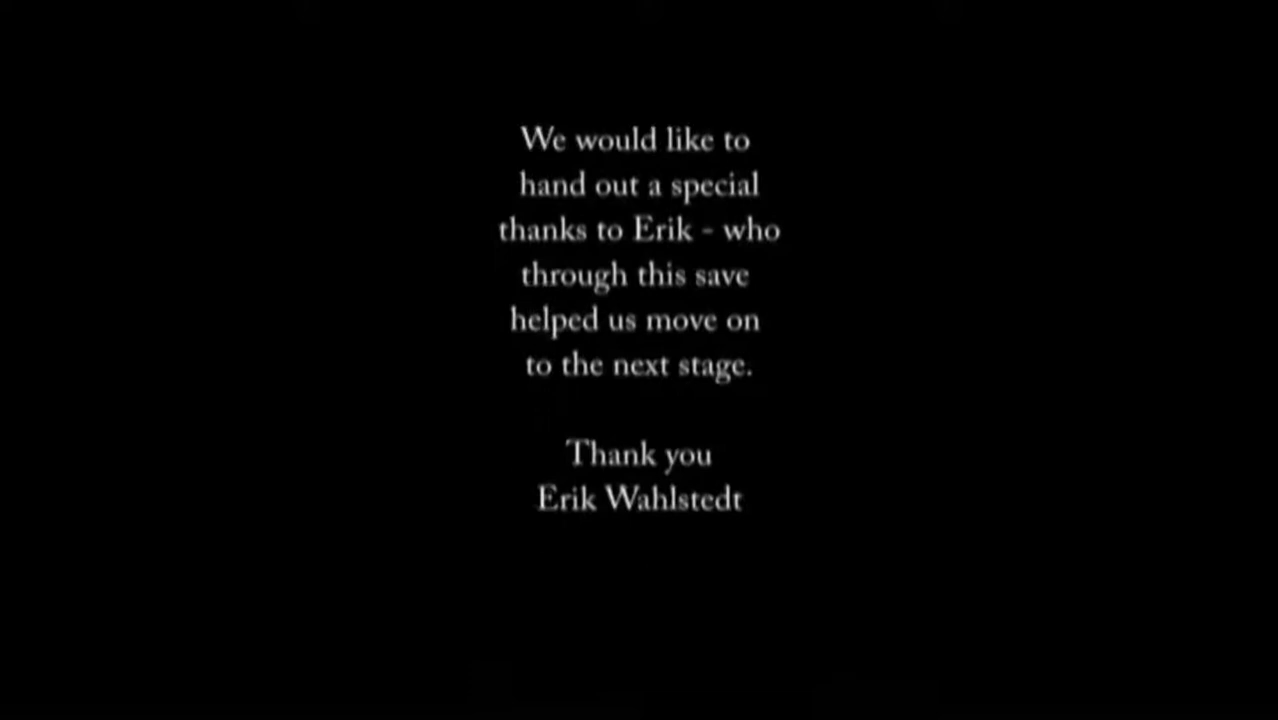 We would like to
hand out a special
thanks to Erik - who
through this save
helped us move on
to the next stage.
Thank you
Erik Wahlstedt